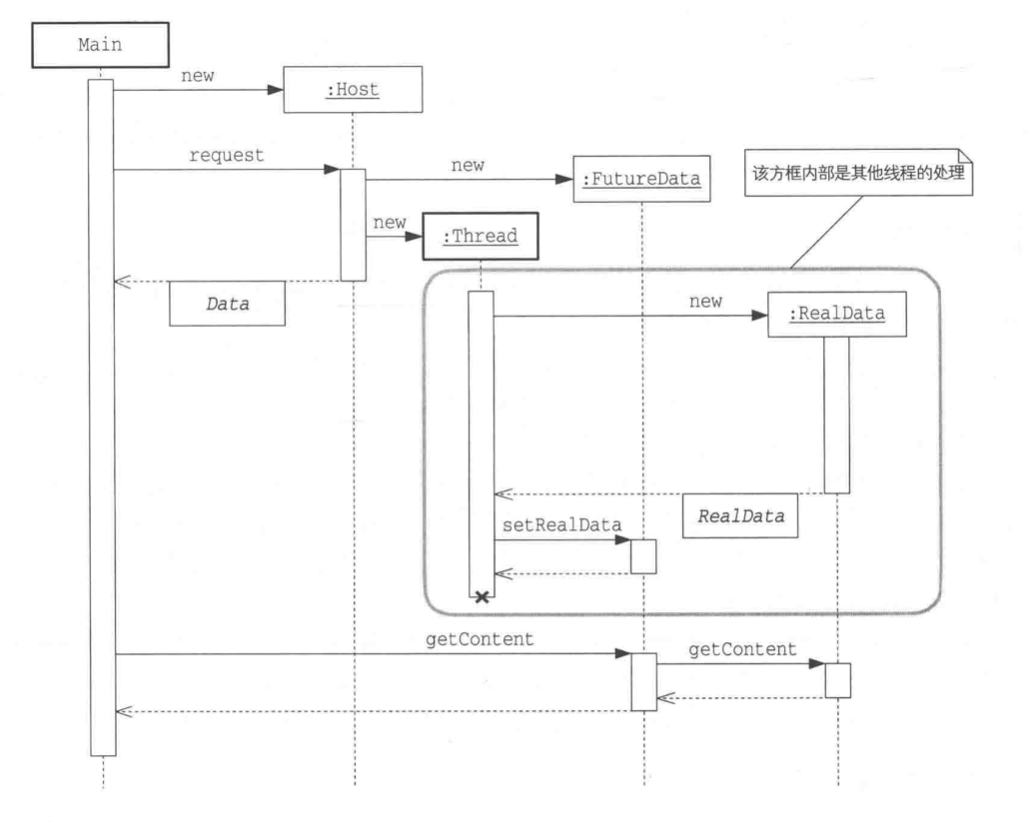 Main
new
:Host
request
new
:FutureData
该方框内部是其他线程的处理
new
:Thread
Data
new
:RealData
RealData
setRealData
getContent
getContent